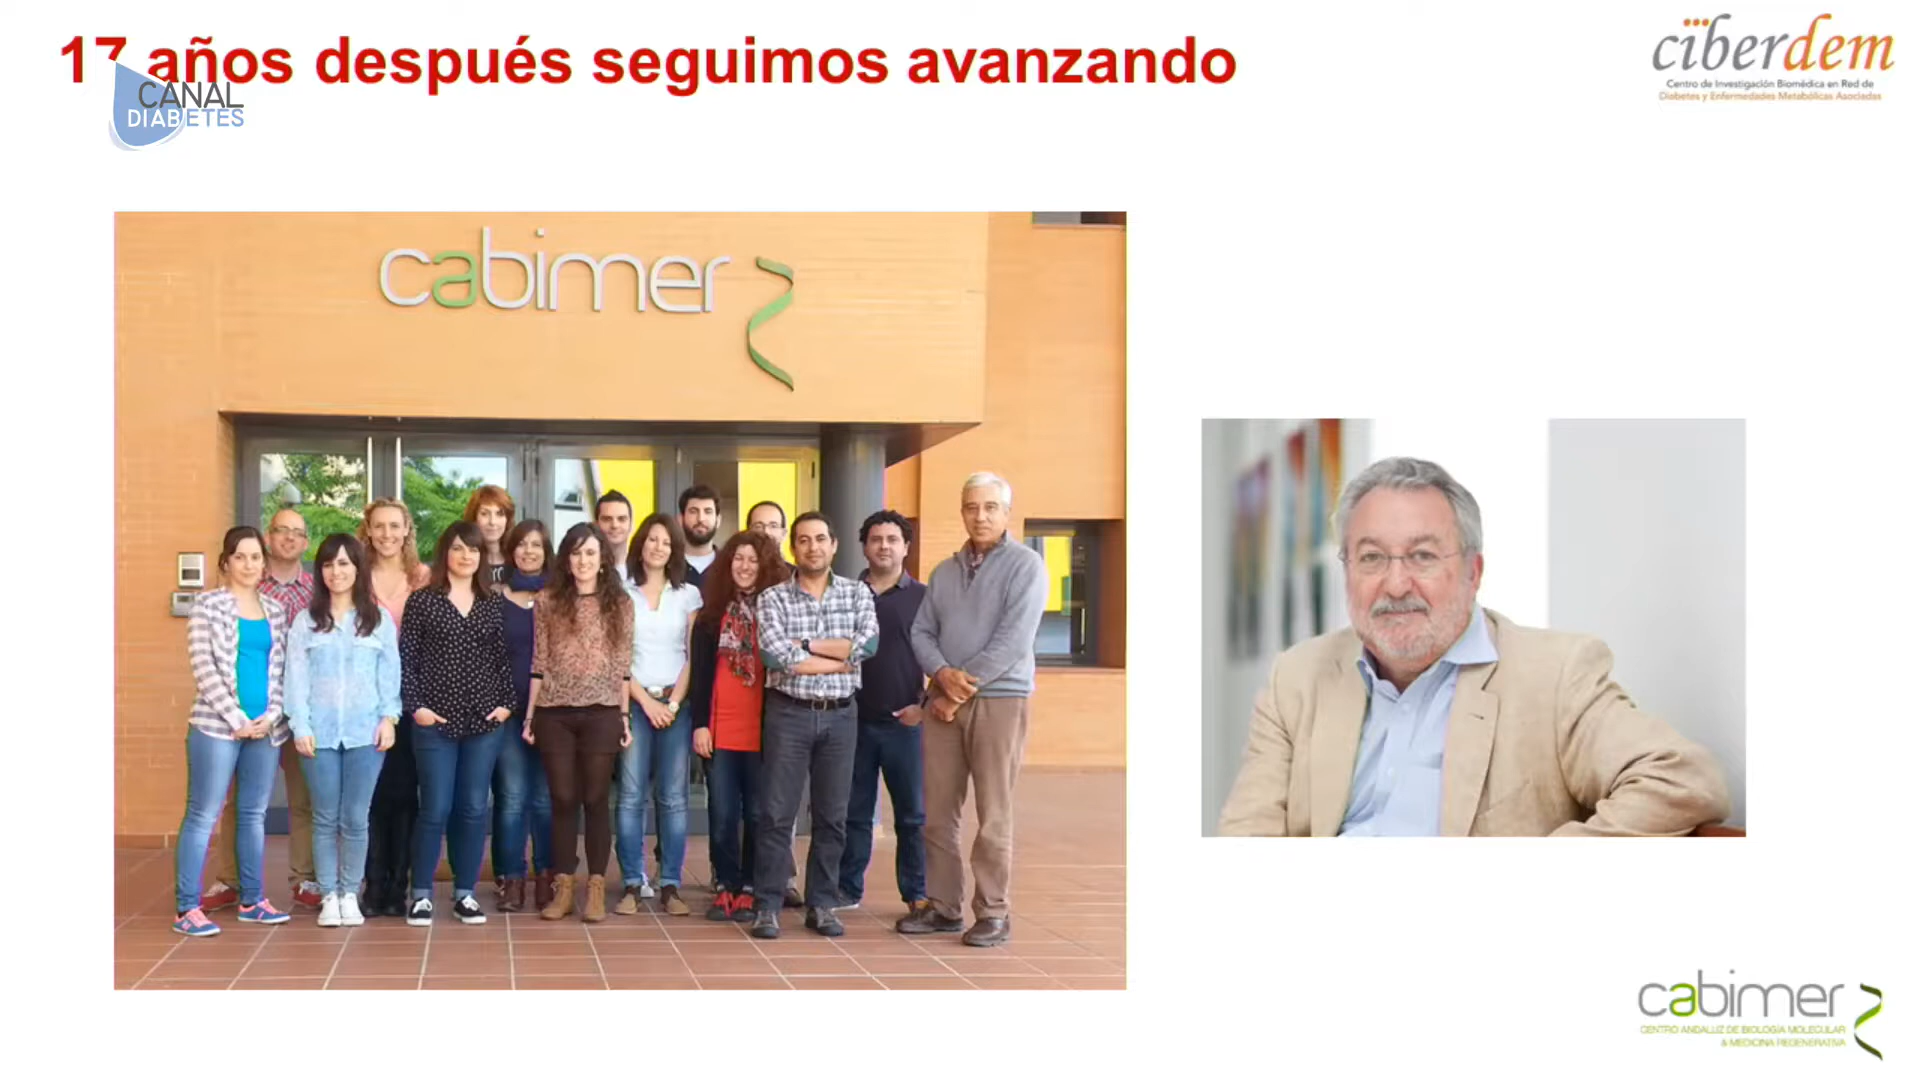 17 años después seguimos avanzando
CANAL
DIABETES
ciberdem
Centro de Investigación Biomédica en Red de
Diabetes y Enfermedades Metabólicas Asociadas
cabimer
cabimer
CENTRO ANDALUZ DE BIOLOGÍA MOLECULAR
& MEDICINA REGENERATIVA